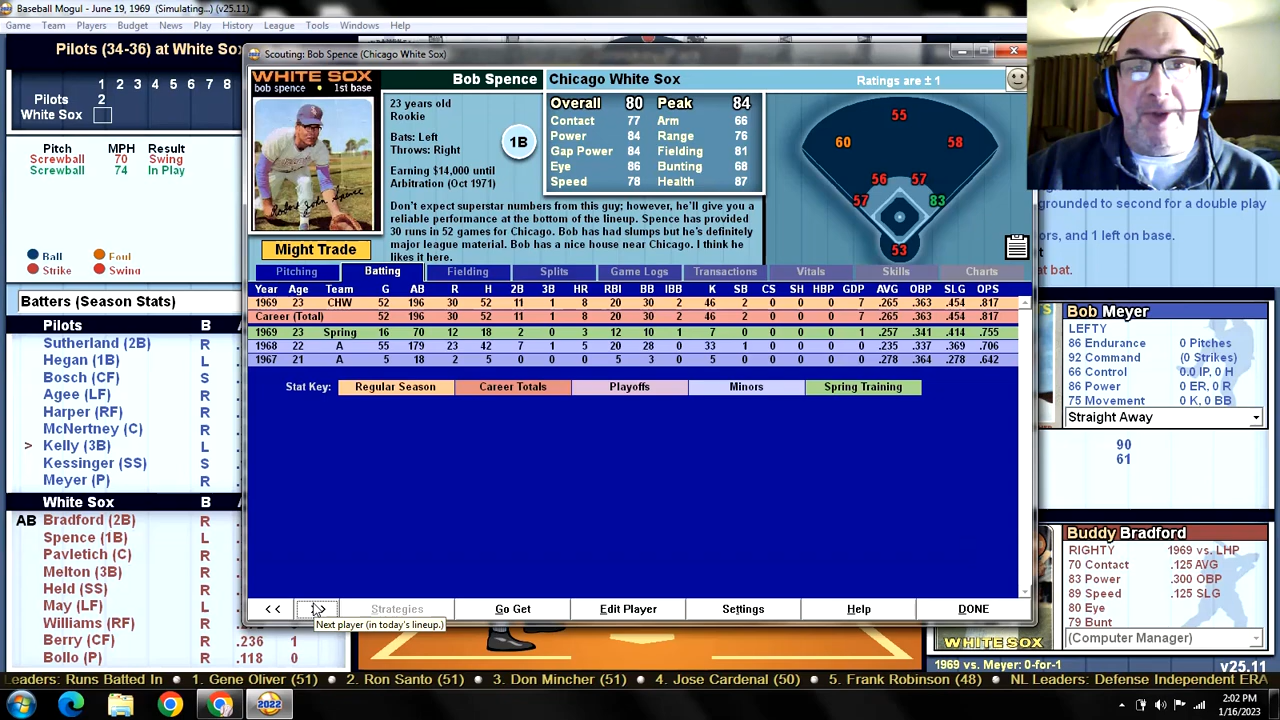 Baseball Mogul - June 19, 1969 (Simulating...) (v25.11)
Game Team Players Budget News Play History League Tools Windows Help
Pilots (34-36) at White So
1 2 3 4 5 6 7 8
Pilots 2
White Sox
Pitch MPH Result
Screwball 70 Swing
Screwball 74 In Play
Ball Foul
Strike Swing
Batters (Season Stats)
Pilots B
Sutherland (2B) R
Hegan (1B) L
Bosch (CF) S
Agee (LF) R
Harper (RF) R
McNertney (C) R
> Kelly (3B) L
Kessinger (SS) S
Meyer (P) R
White Sox B
AB Bradford (2B) R
Spence (1B) L
Pavletich (C) R
Melton (3B) R
Held (SS) R
May (LF) L
Williams (RF) R
Berry (CF) R .236 1
Bollo (P) R .118 0
Scouting: Bob Spence (Chicago White Sox)
WHITE SOX
bob spence • 1st base
Robert John Spence
Might Trade
Bob Spence
23 years old
Rookie
Bats: Left
Throws: Right
Earning $14,000 until
Arbitration (Oct 1971)
1B
Chicago White Sox
Ratings are ± 1
Overall 80 Peak 84
Contact 77 Arm 66
Power 84 Range 76
Gap Power 84 Fielding 81
Eye 86 Bunting 68
Speed 78 Health 87
Don't expect superstar numbers from this guy; however, he'll give you a
reliable performance at the bottom of the lineup. Spence has provided
30 runs in 52 games for Chicago. Bob has had slumps but he's definitely
major league material. Bob has a nice house near Chicago. I think he
likes it here.
55
60 58
56 57
57 83
53
Pitching Batting Fielding Splits Game Logs Transactions Vitals Skills Charts
Year Age Team G AB R H 2B 3B HR RBI BB IBB K SB CS SH HBP GDP AVG OBP SLG OPS
1969 23 CHW 52 196 30 52 11 1 8 20 30 2 46 2 7 .265 .363 .454 .817
Career (Total) 52 196 30 52 11 1 8 20 30 2 46 2 7 .265 .363 .454 .817
1969 23 Spring 16 70 12 18 2 0 3 12 10 1 7 0 1 .257 .341 .414 .755
1968 22 A 55 179 23 42 7 1 5 20 28 33 1 .235 .337 .369 .706
1967 21 A 5 18 2 5 0 0 0 5 3 0 5 0 .278 .364 .278 .642
Stat Key: Regular Season Career Totals Playoffs Minors Spring Training
<< >> Strategies Go Get Edit Player Settings Help DONE
Next player (in today's lineup.)
grounded to second for a double play
ors, and 1 left on base.
at bat.
Bob Meyer
LEFTY
86 Endurance 0 Pitches
92 Command (0 Strikes)
66 Control 0.0 IP, 0 H
86 Power 0 ER, 0 R
75 Movement 0 K, 0 BB
Straight Away
90
61
Buddy Bradford
RIGHTY 1969 vs. LHP
70 Contact .125 AVG
83 Power .300 OBP
89 Speed .125 SLG
80 Eye
79 Bunt
(Computer Manager)
WHITE SOX
1969 vs. Meyer: 0-for-1
v25.11
Leaders: Runs Batted In • 1. Gene Oliver (51) • 2. Ron Santo (51) • 3. Don Mincher (51) • 4. Jose Cardenal (50) • 5. Frank Robinson (48) • NL Leaders: Defense Independent ERA
2022
2:02 PM
1/16/2023